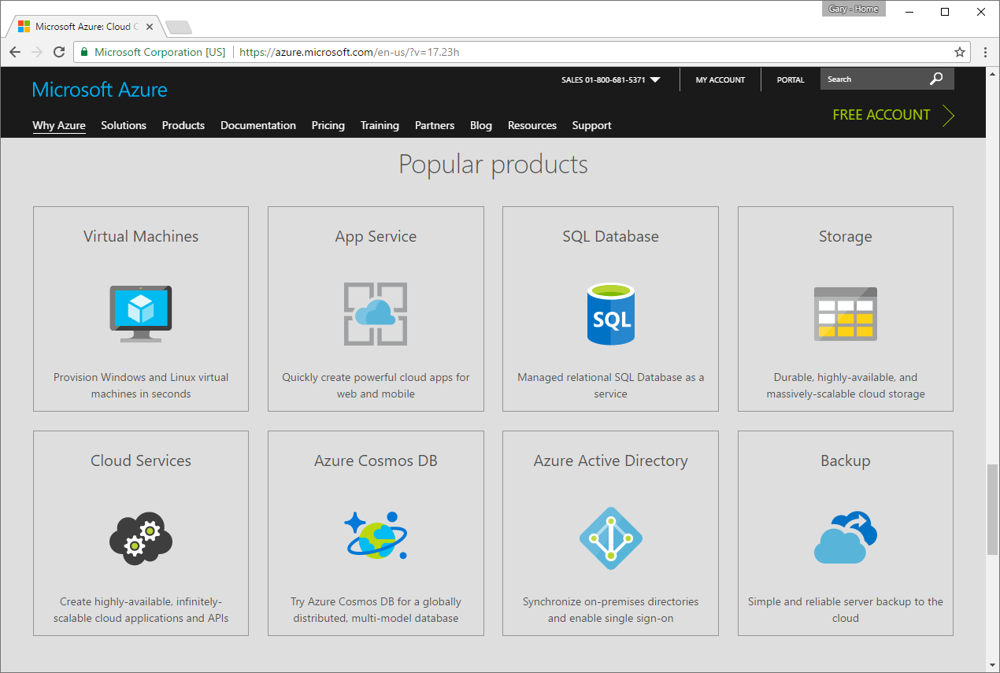 Gary - Home
Microsoft Azure: Cloud C
Microsoft Corporation [US] https://azure.microsoft.com/en-us/?v=17.23h
SALES 01-800-681-5371 MY ACCOUNT PORTAL Search
Microsoft Azure
FREE ACCOUNT
Why Azure Solutions Products Documentation Pricing Training Partners Blog Resources Support
Popular products
Virtual Machines
Provision Windows and Linux virtual
machines in seconds
App Service
Quickly create powerful cloud apps for
web and mobile
SQL Database
SQL
Managed relational SQL Database as a
service
Storage
Durable, highly-available, and
massively-scalable cloud storage
Cloud Services
Create highly-available, infinitely-
scalable cloud applications and APIs
Azure Cosmos DB
Try Azure Cosmos DB for a globally
distributed, multi-model database
Azure Active Directory
Synchronize on-premises directories
and enable single sign-on
Backup
Simple and reliable server backup to the
cloud